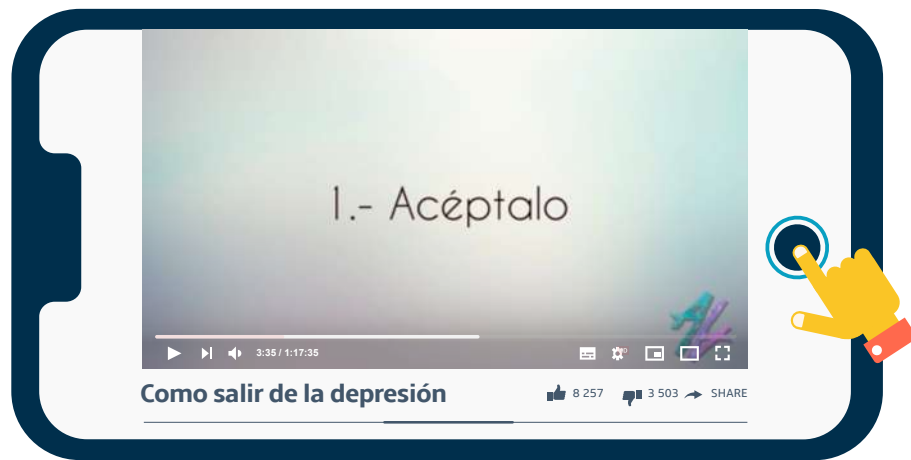 1.- Acéptalo
3:35 / 1:17:35
Como salir de la depresión
8 257
3 503
SHARE